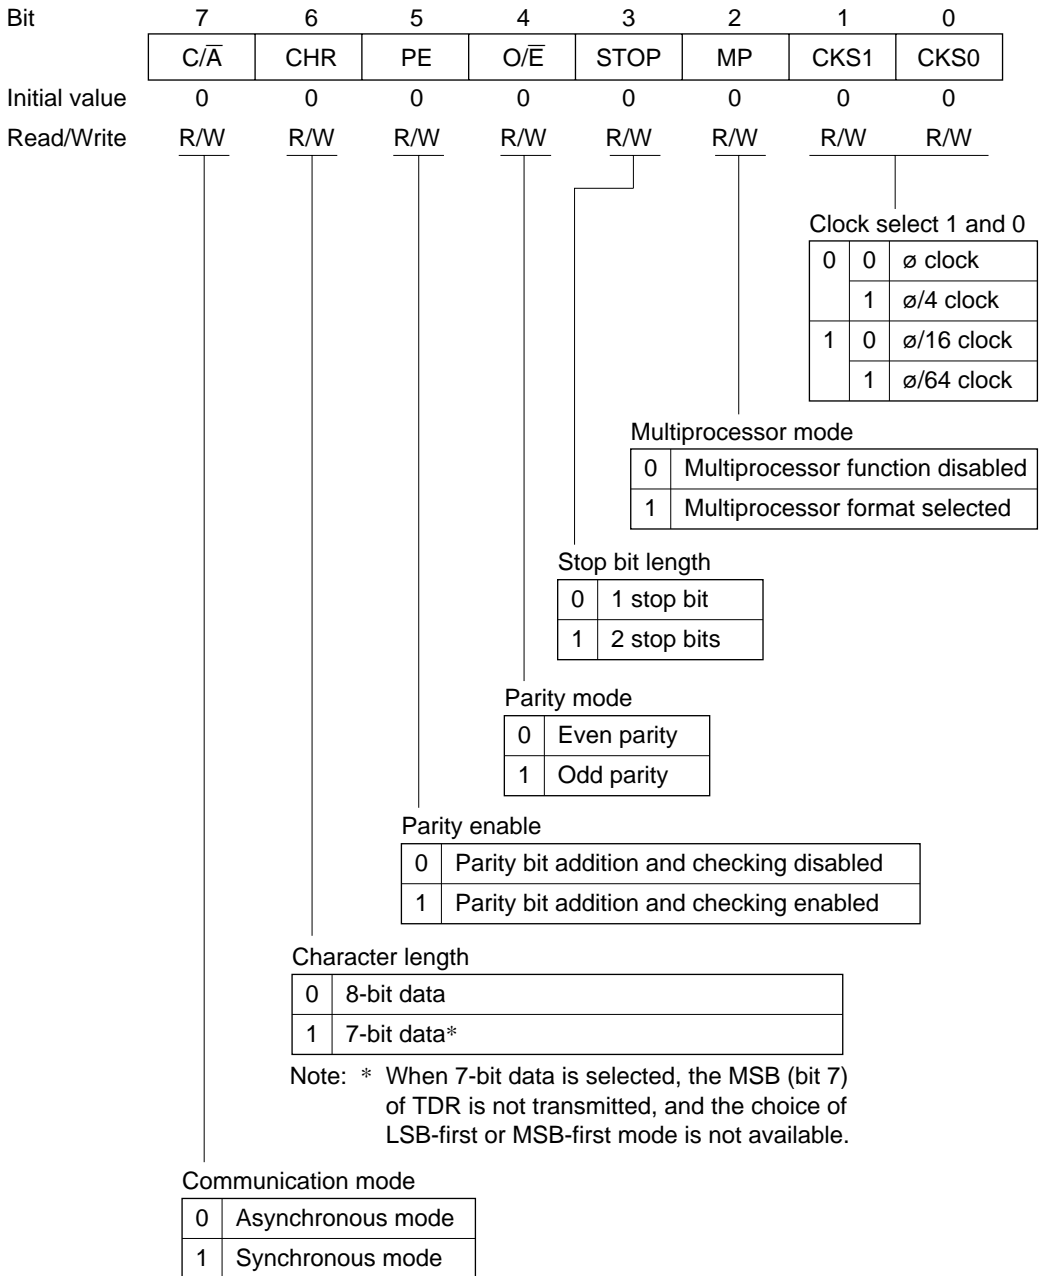 Bit 7 6 5 4 3 2 1 0
C/A̅ CHR PE O/E̅ STOP MP CKS1 CKS0
Initial value 0 0 0 0 0 0 0 0
Read/Write R/W R/W R/W R/W R/W R/W R/W R/W
Clock select 1 and 0
0 0 ø clock
1 ø/4 clock
1 0 ø/16 clock
1 ø/64 clock
Multiprocessor mode
0 Multiprocessor function disabled
1 Multiprocessor format selected
Stop bit length
0 1 stop bit
1 2 stop bits
Parity mode
0 Even parity
1 Odd parity
Parity enable
0 Parity bit addition and checking disabled
1 Parity bit addition and checking enabled
Character length
0 8-bit data
1 7-bit data*
Note: * When 7-bit data is selected, the MSB (bit 7)
of TDR is not transmitted, and the choice of
LSB-first or MSB-first mode is not available.
Communication mode
0 Asynchronous mode
1 Synchronous mode